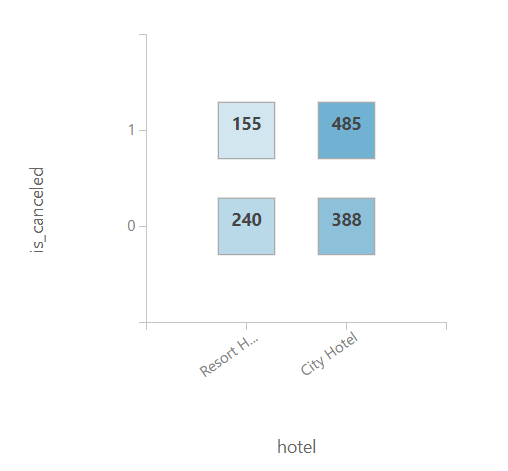 is_canceled
1
155
485
0
240
388
Resort H...
City Hotel
hotel